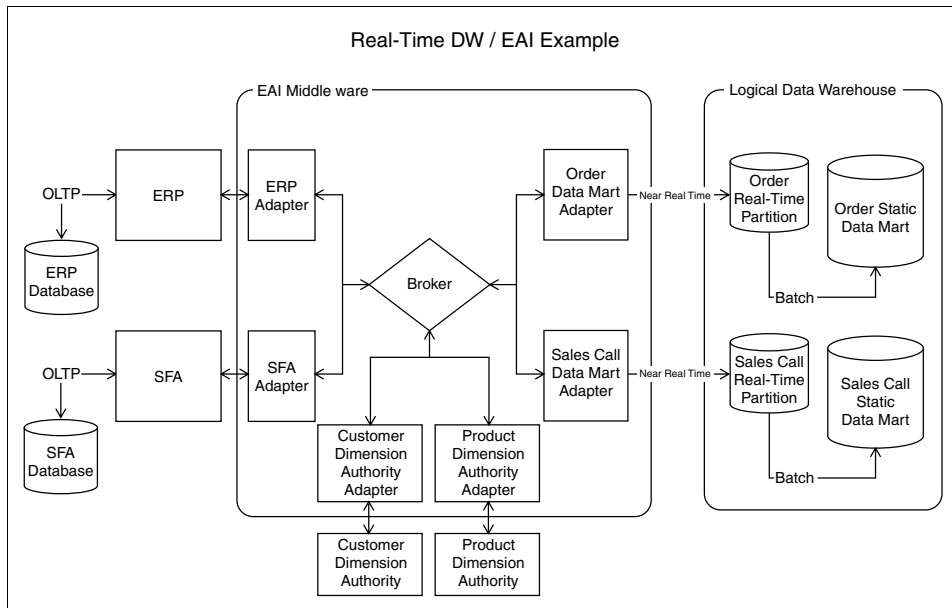 Real-Time DW / EAI Example
EAI Middle ware
Logical Data Warehouse
OLTP
ERP
ERP
Adapter
Order
Data Mart
Adapter
Near Real Time
Order
Real-Time
Partition
Order Static
Data Mart
ERP
Database
Broker
Batch
OLTP
SFA
SFA
Adapter
Sales Call
Data Mart
Adapter
Near Real Time
Sales Call
Real-Time
Partition
Sales Call
Static
Data Mart
SFA
Database
Customer
Dimension
Authority
Adapter
Product
Dimension
Authority
Adapter
Batch
Customer
Dimension
Authority
Product
Dimension
Authority